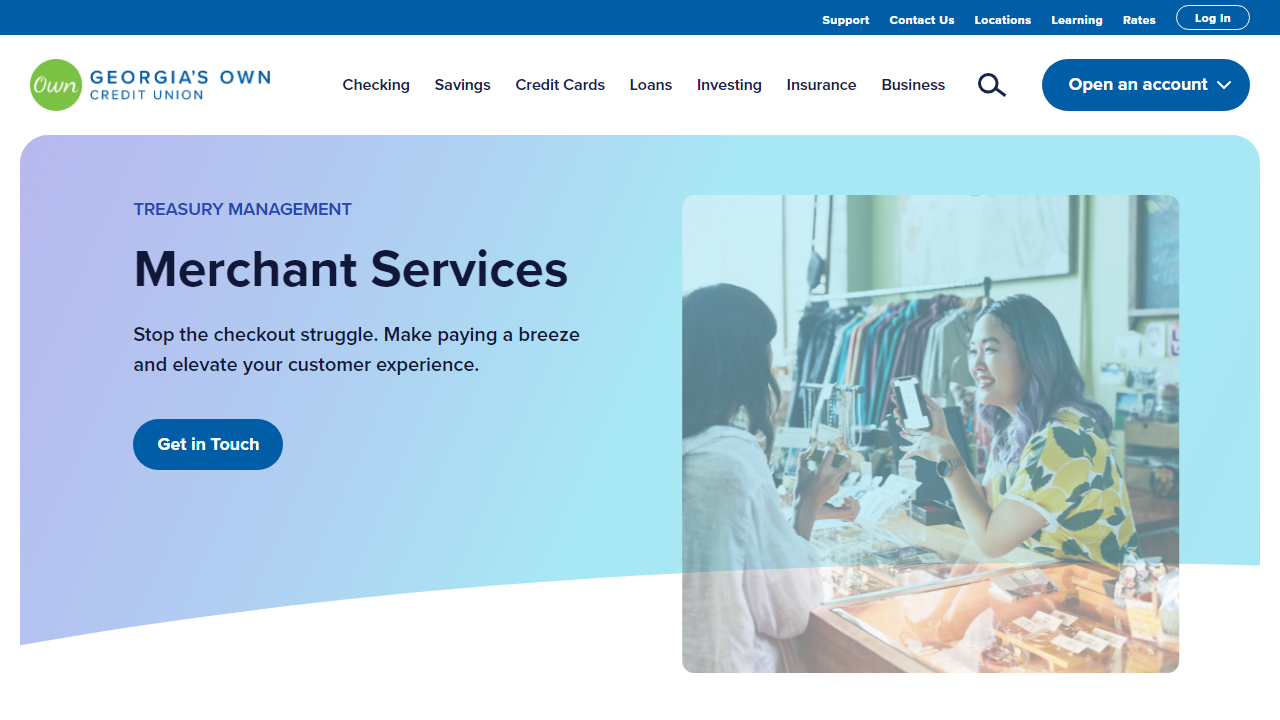 Support Contact Us Locations Learning Rates Log In
Own GEORGIA'S OWN
CREDIT UNION
Checking Savings Credit Cards Loans Investing Insurance Business Open an account
TREASURY MANAGEMENT
Merchant Services
Stop the checkout struggle. Make paying a breeze
and elevate your customer experience.
Get in Touch